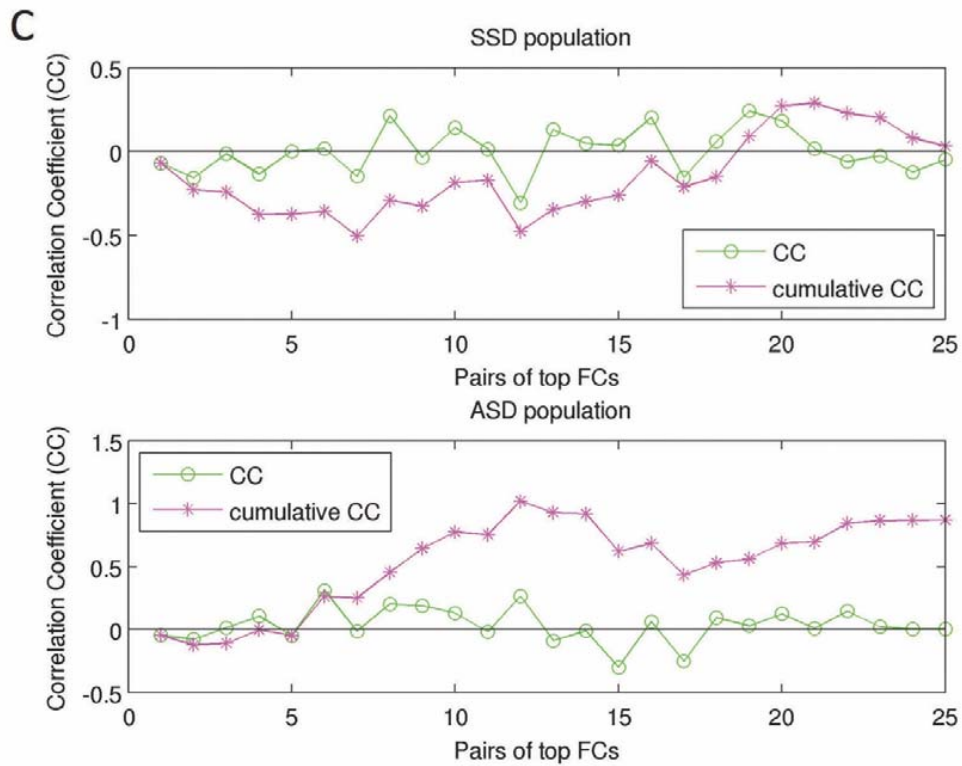 C
SSD population
Correlation Coefficient (CC)
0.5
0
-0.5
-1
CC
cumulative CC
0 5 10 15 20 25
Pairs of top FCs
ASD population
Correlation Coefficient (CC)
1.5
1
0.5
0
-0.5
CC
cumulative CC
0 5 10 15 20 25
Pairs of top FCs